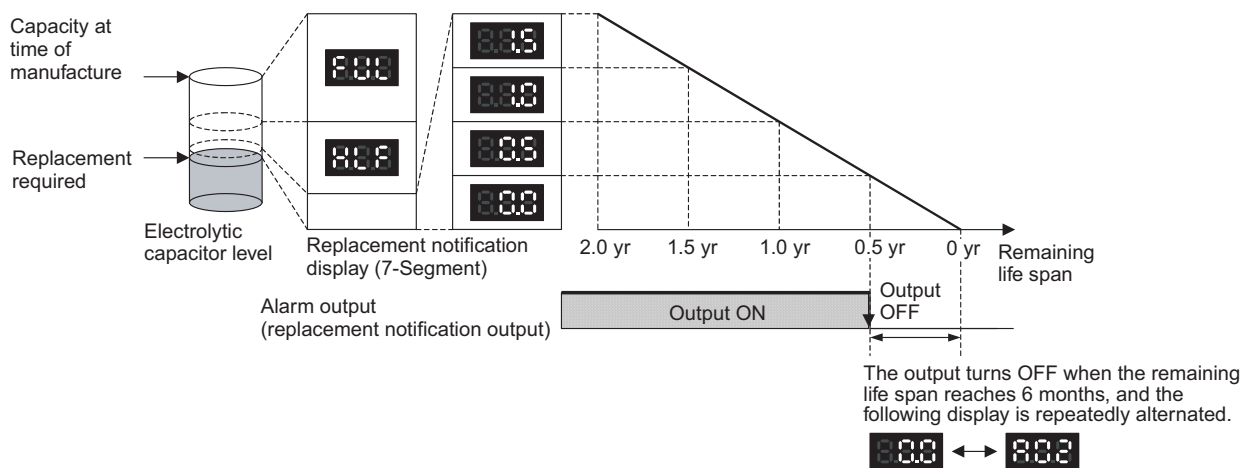 Capacity at
time of
manufacture
Replacement
required
Electrolytic
capacitor level
FUL
HLF
Replacement notification
display (7-Segment)
1.5
1.0
0.5
0.0
2.0 yr
1.5 yr
1.0 yr
0.5 yr
0 yr
Remaining
life span
Alarm output
(replacement notification output)
Output ON
Output
OFF
The output turns OFF when the remaining
life span reaches 6 months, and the
following display is repeatedly alternated.
0.0
A02